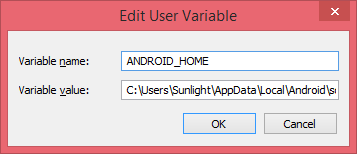 Edit User Variable
Variable name: ANDROID_HOME
Variable value: C:\Users\Sunlight\AppData\Local\Android\s
OK Cancel